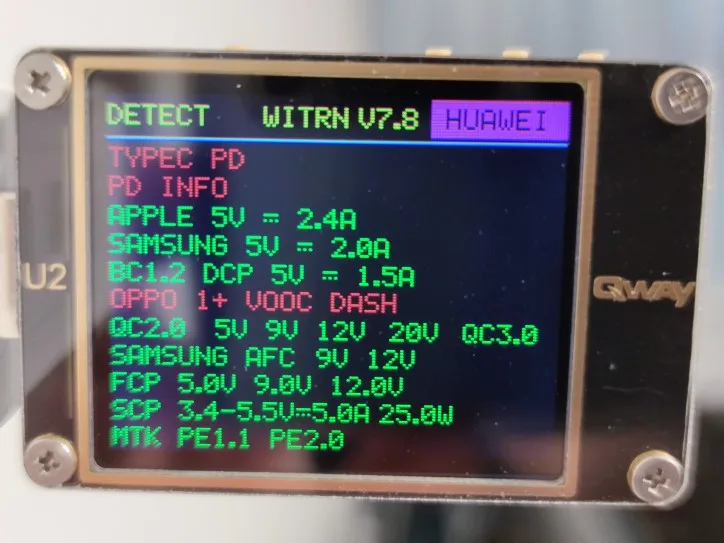 DETECT WITRN V7.8 HUAWEI
TYPEC PD
PD INFO
APPLE 5V ⎓ 2.4A
SAMSUNG 5V ⎓ 2.0A
BC1.2 DCP 5V ⎓ 1.5A
OPPO 1+ VOOC DASH
QC2.0 5V 9V 12V 20V QC3.0
SAMSUNG AFC 9V 12V
FCP 5.0V 9.0V 12.0V
SCP 3.4-5.5V⎓5.0A 25.0W
MTK PE1.1 PE2.0
U2
QWAY